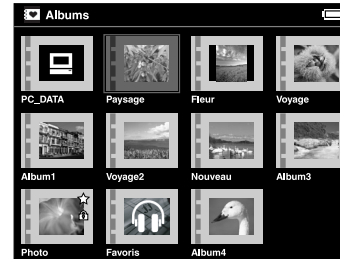 Albums
PC_DATA Paysage Fleur Voyage
Album1 Voyage2 Nouveau Album3
Photo Favoris Album4